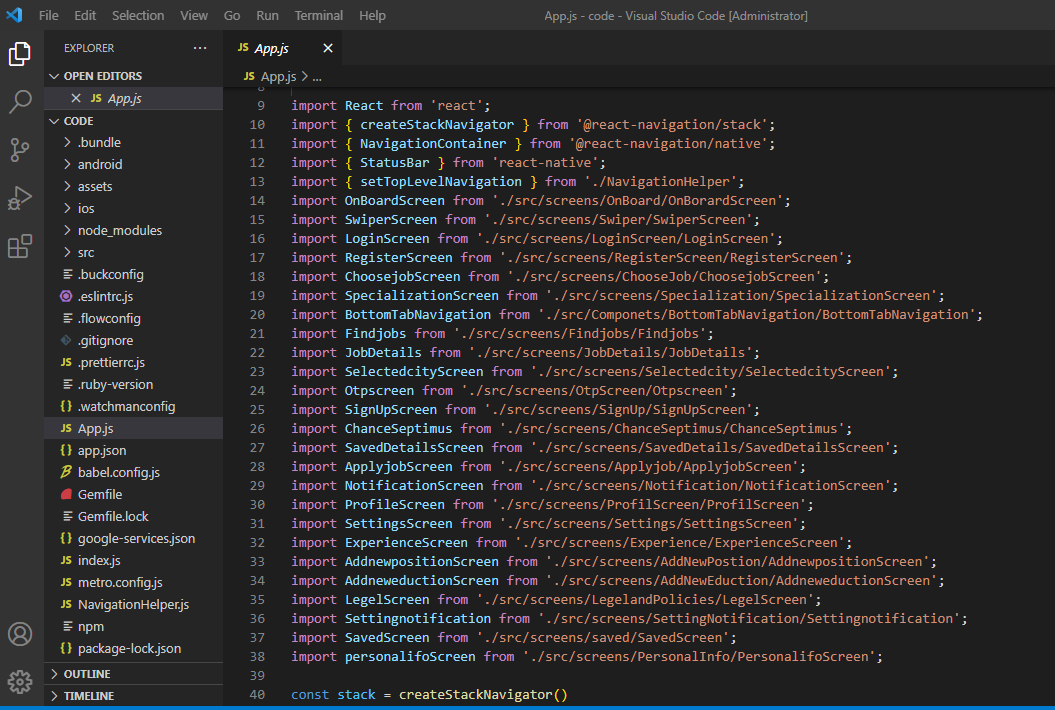 File Edit Selection View Go Run Terminal Help App.js - code - Visual Studio Code [Administrator]
EXPLORER ...
OPEN EDITORS
JS App.js
CODE
.bundle
android
assets
ios
node_modules
src
.buckconfig
.eslintrc.js
.flowconfig
.gitignore
JS .prettierrc.js
.ruby-version
{} .watchmanconfig
JS App.js
{} app.json
babel.config.js
Gemfile
Gemfile.lock
{} google-services.json
JS index.js
JS metro.config.js
JS NavigationHelper.js
npm
{} package-lock.json
OUTLINE
TIMELINE
JS App.js
JS App.js > ...
8
9 import React from 'react';
10 import { createStackNavigator } from '@react-navigation/stack';
11 import { NavigationContainer } from '@react-navigation/native';
12 import { StatusBar } from 'react-native';
13 import { setTopLevelNavigation } from './NavigationHelper';
14 import OnBoardScreen from './src/screens/OnBoard/OnBorardScreen';
15 import SwiperScreen from './src/screens/Swiper/SwiperScreen';
16 import LoginScreen from './src/screens/LoginScreen/LoginScreen';
17 import RegisterScreen from './src/screens/RegisterScreen/RegisterScreen';
18 import ChoosejobScreen from './src/screens/ChooseJob/ChoosejobScreen';
19 import SpecializationScreen from './src/screens/Specialization/SpecializationScreen';
20 import BottomTabNavigation from './src/Componets/BottomTabNavigation/BottomTabNavigation';
21 import Findjobs from './src/screens/Findjobs/Findjobs';
22 import JobDetails from './src/screens/JobDetails/JobDetails';
23 import SelectedcityScreen from './src/screens/Selectedcity/SelectedcityScreen';
24 import Otpscreen from './src/screens/OtpScreen/Otpscreen';
25 import SignUpScreen from './src/screens/SignUp/SignUpScreen';
26 import ChanceSeptimus from './src/screens/ChanceSeptimus/ChanceSeptimus';
27 import SavedDetailsScreen from './src/screens/SavedDetails/SavedDetailsScreen';
28 import ApplyjobScreen from './src/screens/Applyjob/ApplyjobScreen';
29 import NotificationScreen from './src/screens/Notification/NotificationScreen';
30 import ProfileScreen from './src/screens/ProfilScreen/ProfilScreen';
31 import SettingsScreen from './src/screens/Settings/SettingsScreen';
32 import ExperienceScreen from './src/screens/Experience/ExperienceScreen';
33 import AddnewpositionScreen from './src/screens/AddNewPostion/AddnewpositionScreen';
34 import AddneweductionScreen from './src/screens/AddNewEduction/AddneweductionScreen';
35 import LegelScreen from './src/screens/LegelandPolicies/LegelScreen';
36 import Settingnotification from './src/screens/SettingNotification/Settingnotification';
37 import SavedScreen from './src/screens/saved/SavedScreen';
38 import personalifoScreen from './src/screens/PersonalInfo/PersonalifoScreen';
39
40 const stack = createStackNavigator()